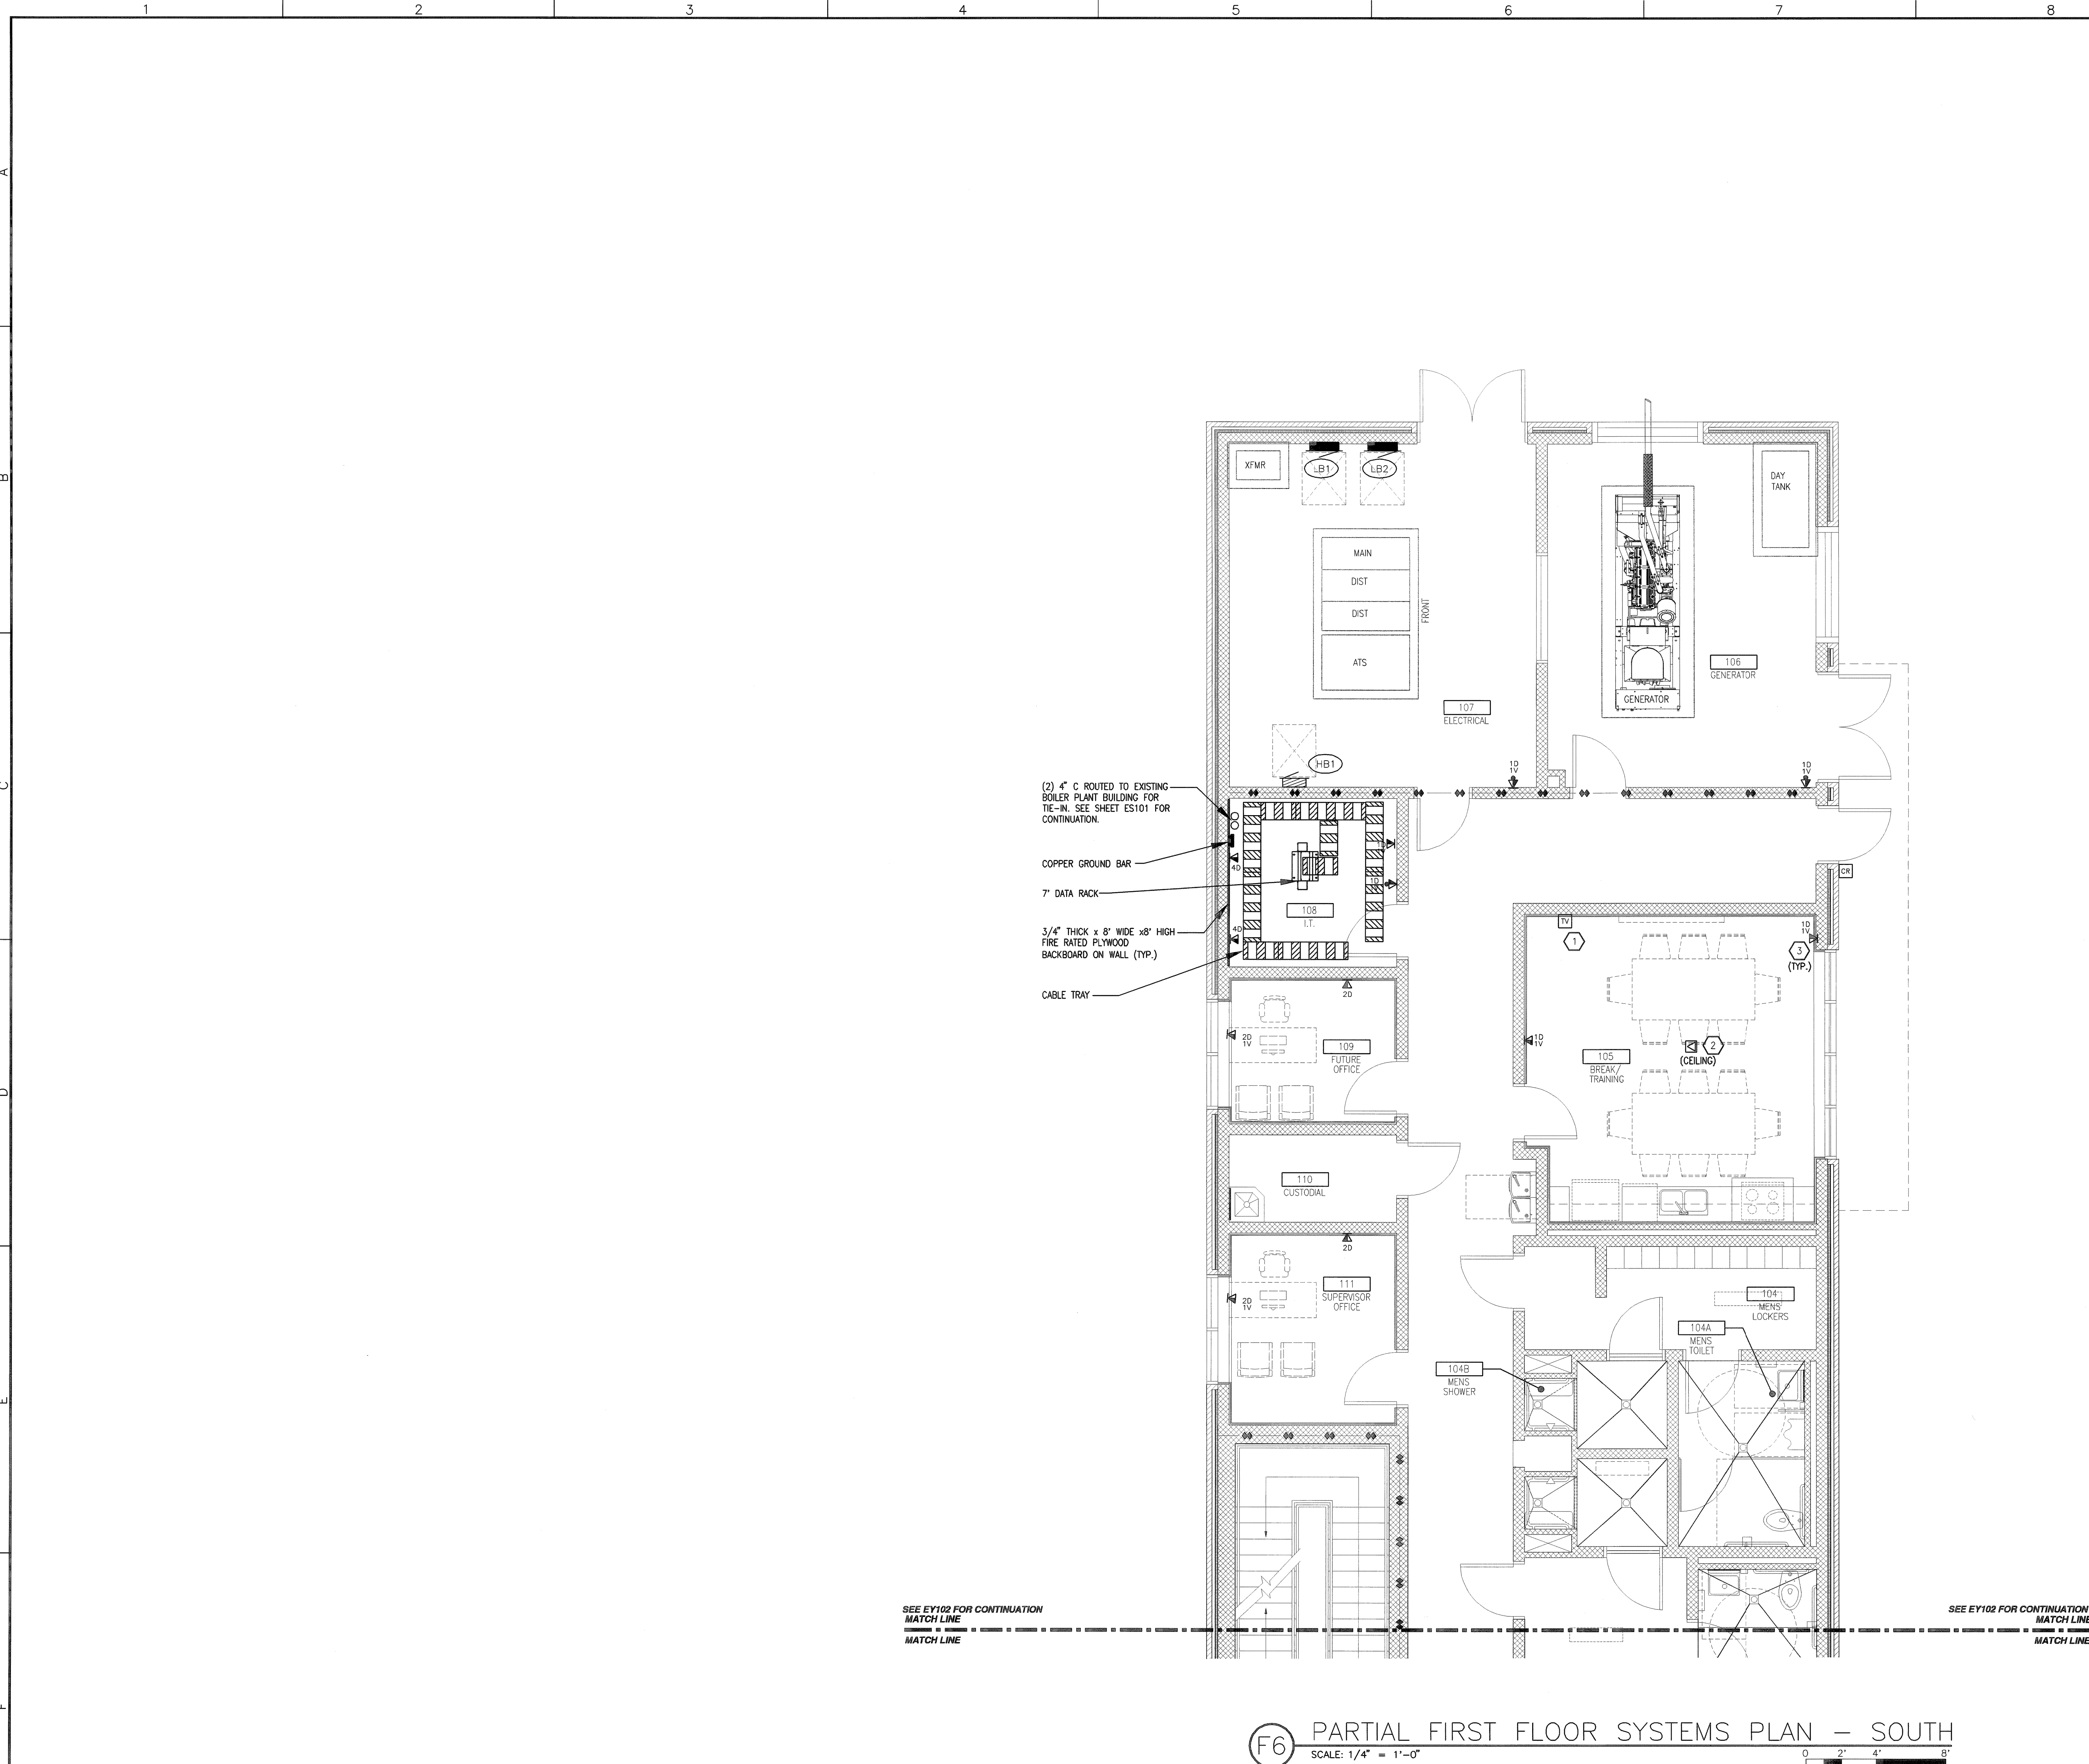 1 2 3 4 5 6 7 8
A
B
C
D
E
F
XFMR
LB1
LB2
DAY
TANK
MAIN
DIST
DIST
ATS
FRONT
106
GENERATOR
GENERATOR
107
ELECTRICAL
HB1
1D
1V
1D
1V
(2) 4" C ROUTED TO EXISTING
BOILER PLANT BUILDING FOR
TIE-IN. SEE SHEET ES101 FOR
CONTINUATION.
COPPER GROUND BAR
7' DATA RACK
3/4" THICK x 8' WIDE x8' HIGH
FIRE RATED PLYWOOD
BACKBOARD ON WALL (TYP.)
CABLE TRAY
4D
1D
1D
108
I.T.
4D
CR
TV
1
1D
1V
3
(TYP.)
2D
2D
1V
109
FUTURE
OFFICE
1D
1V
105
BREAK/
TRAINING
2
(CEILING)
110
CUSTODIAL
2D
111
SUPERVISOR
OFFICE
2D
1V
104
MENS
LOCKERS
104A
MENS
TOILET
104B
MENS
SHOWER
SEE EY102 FOR CONTINUATION
MATCH LINE
MATCH LINE
SEE EY102 FOR CONTINUATION
MATCH LINE
MATCH LINE
F6
PARTIAL FIRST FLOOR SYSTEMS PLAN - SOUTH
SCALE: 1/4" = 1'-0"
0 2' 4' 8'